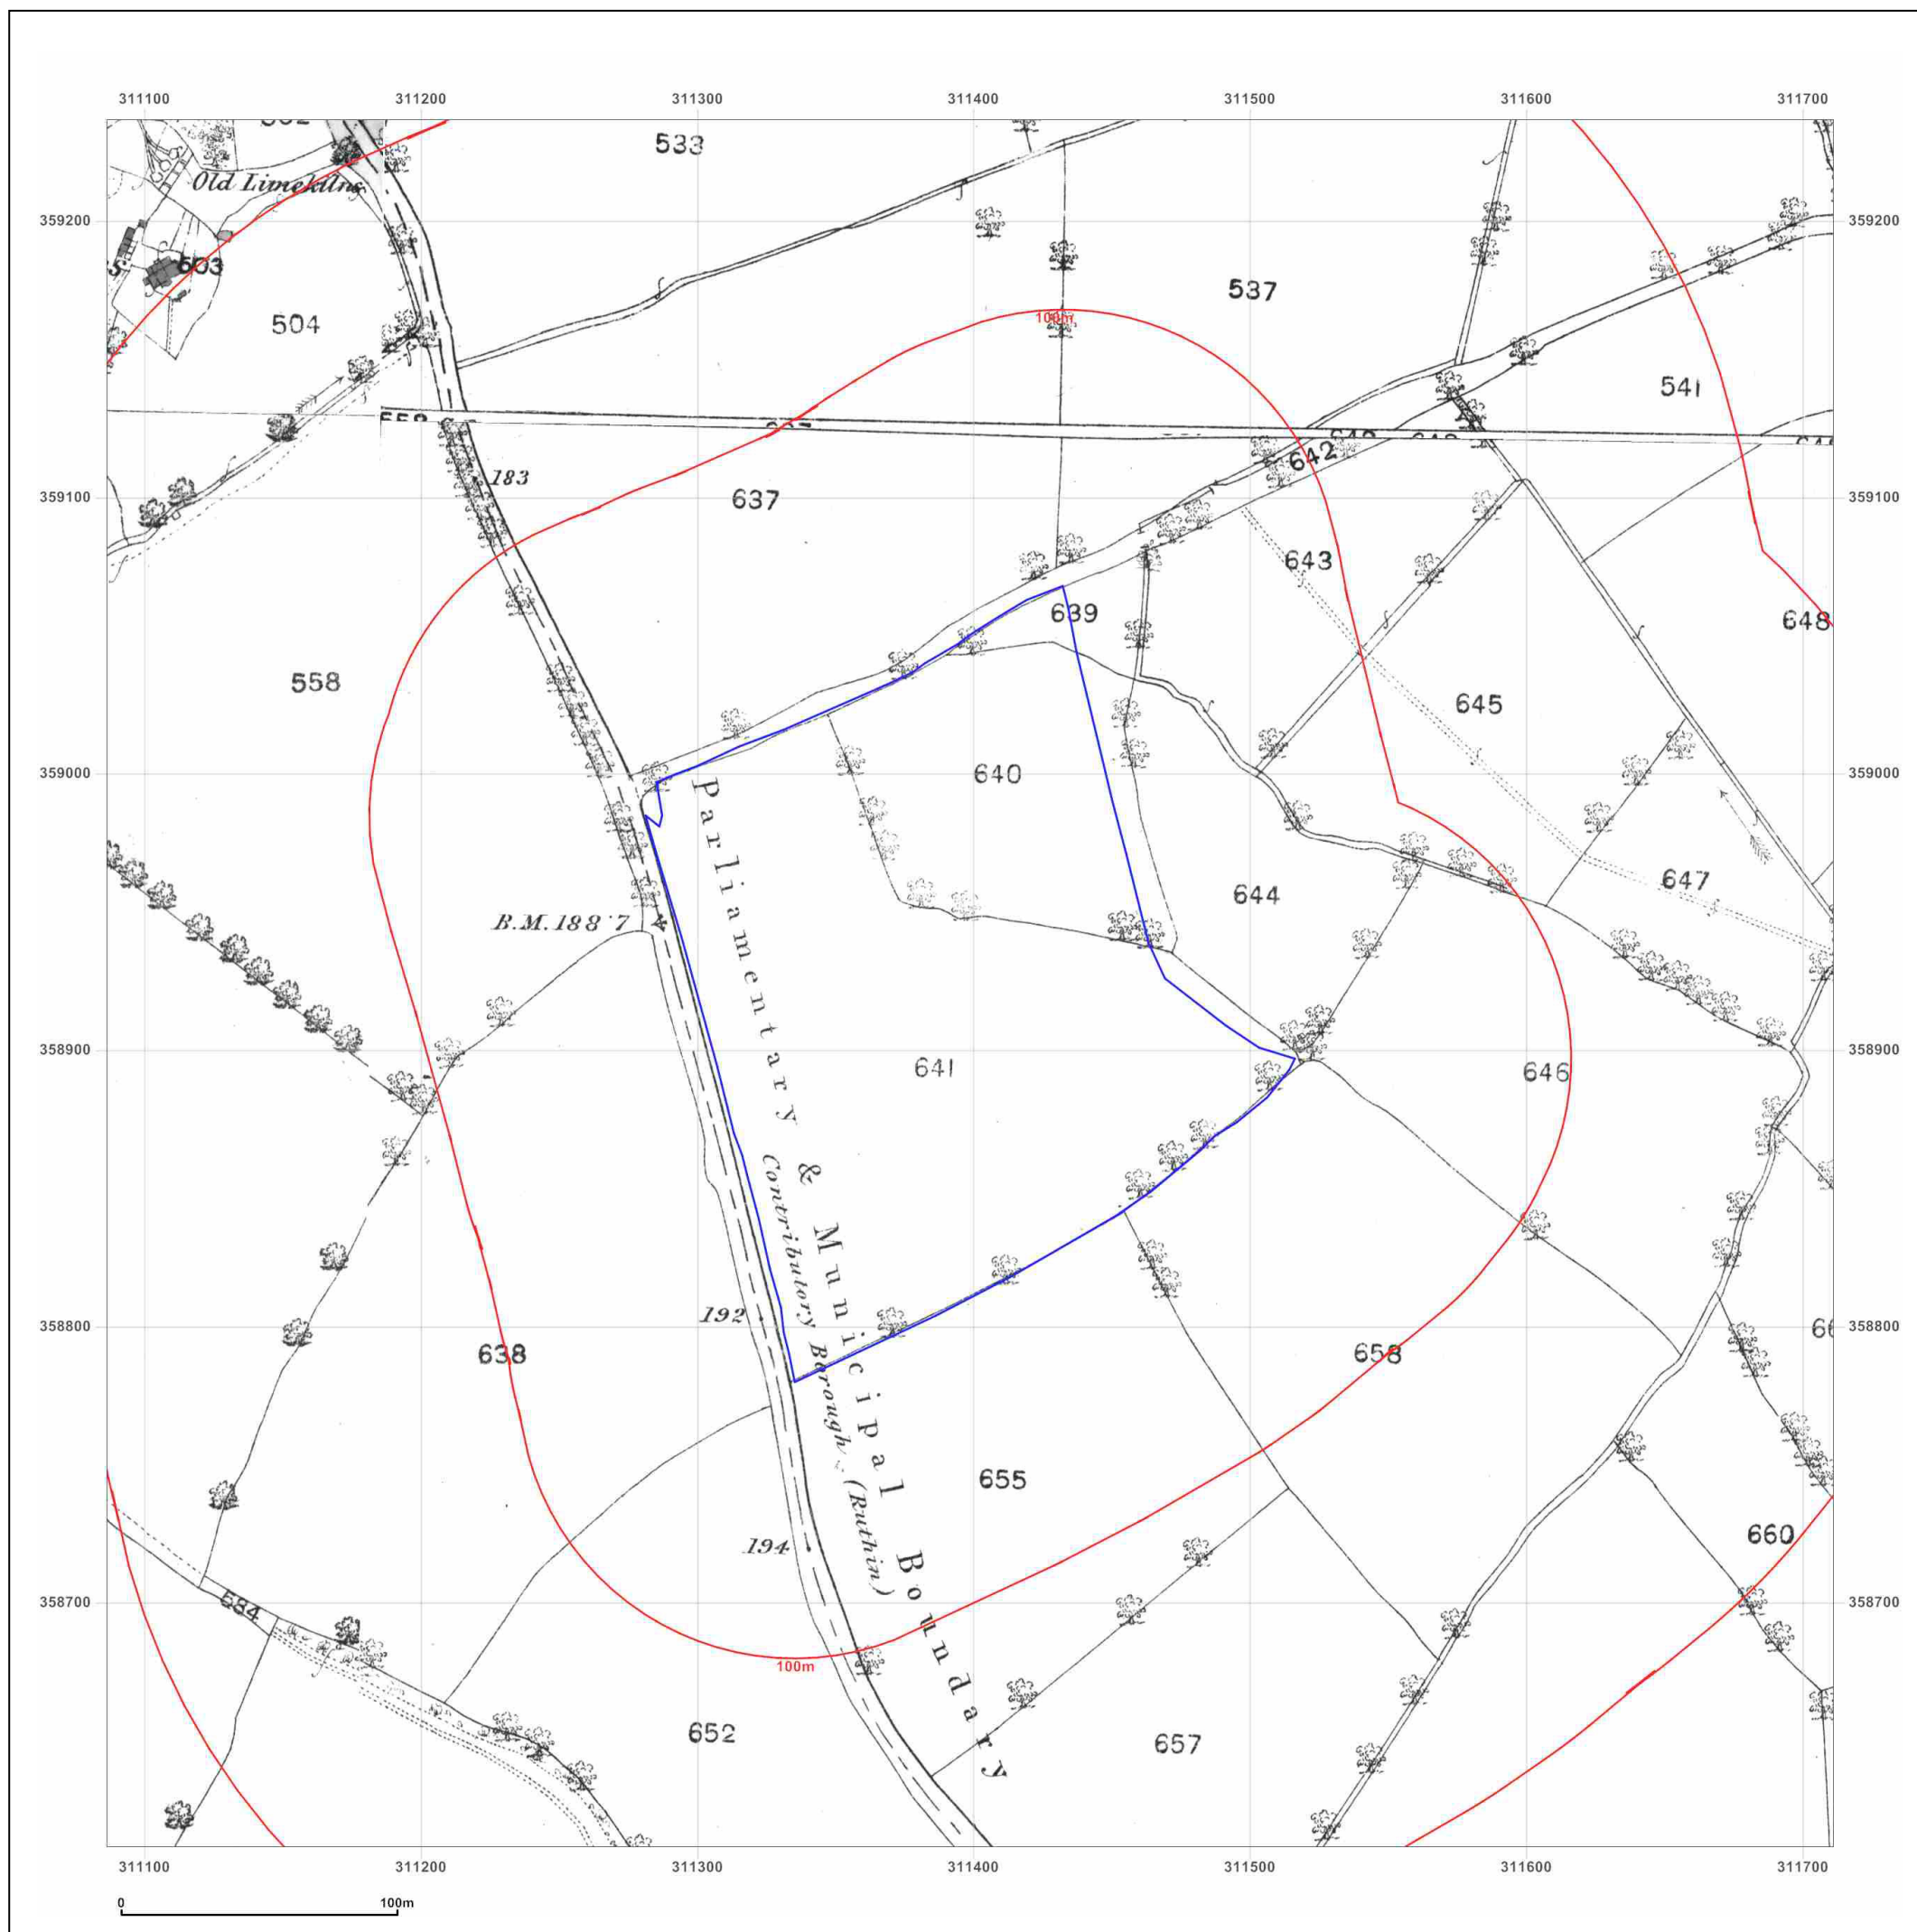 311100 311200 311300 311400 311500 311600 311700
533
Old Limekilns
359200 359200
503
537
504
100m
541
183
642
359100 637 359100
643
639
648
558
645
359000 640 359000
647
644
B.M. 188·7
Parliamentary & Municipal Boundary
358900 358900
641
646
Contributory Borough (Ruthin)
192
358800 358800
638
658
655
660
194
358700 584 358700
100m
652
657
311100 311200 311300 311400 311500 311600 311700
0 100m